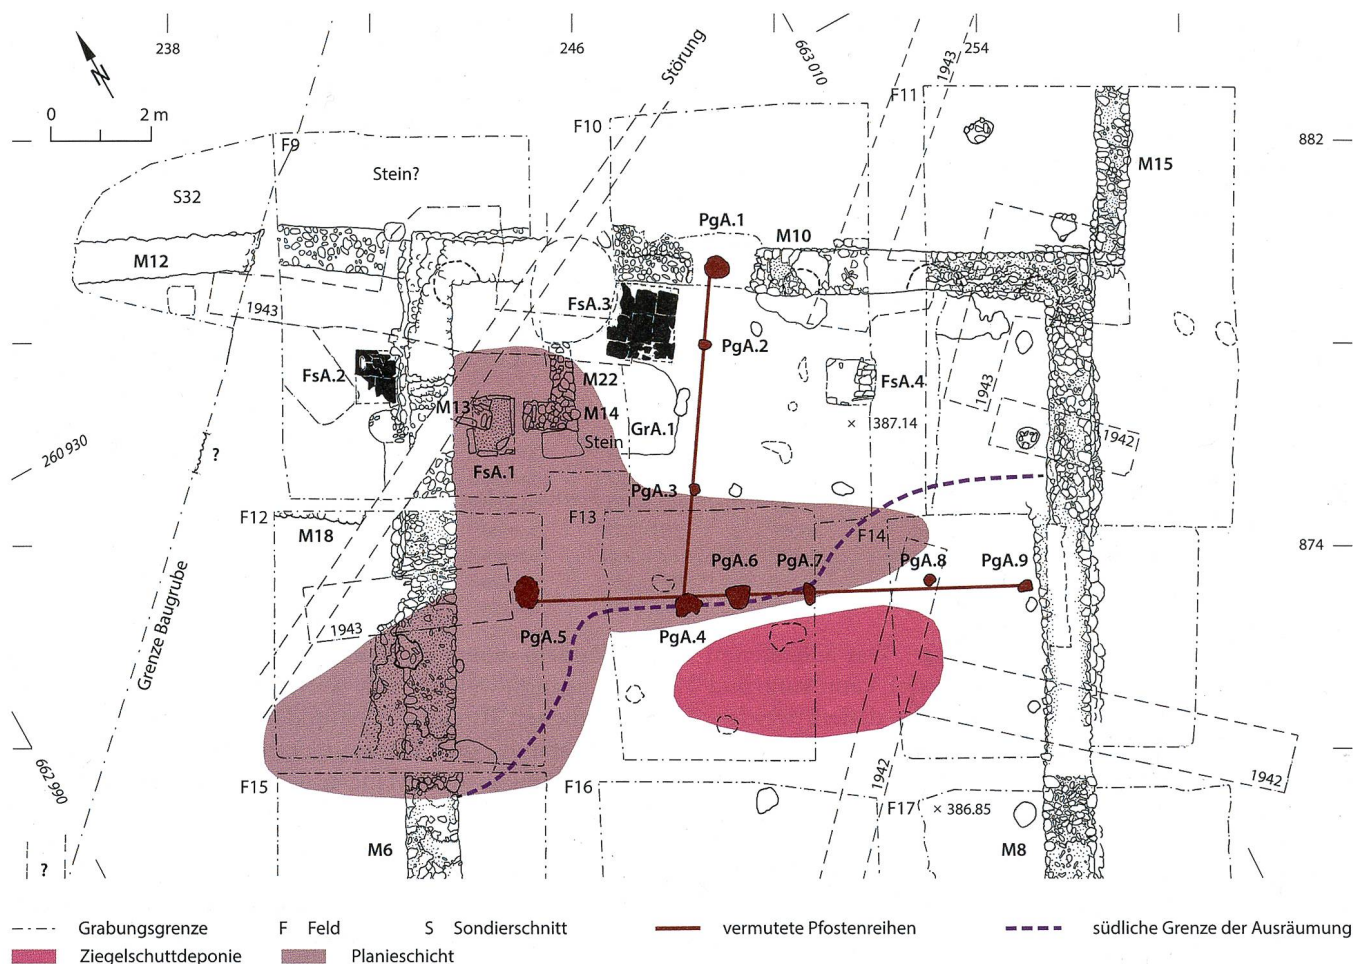 238
246
254
663 010
1943
Störung
N
0 2 m
F9
F10
F11
882
Stein?
M15
S32
PgA.1
M10
M12
FsA.3
1943
PgA.2
FsA.2
M22
FsA.4
1943
M13
M14
× 387.14
GrA.1
Stein
1942
260 930
?
FsA.1
PgA.3
F12
M18
F13
F14
874
PgA.6
PgA.7
PgA.8
PgA.9
Grenze Baugrube
1943
PgA.5
PgA.4
662 990
F15
F16
1942
1942
F17
× 386.85
M6
M8
?
Grabungsgrenze
F Feld
S Sondierschnitt
vermutete Pfostenreihen
südliche Grenze der Ausräumung
Ziegelschuttdeponie
Planieschicht